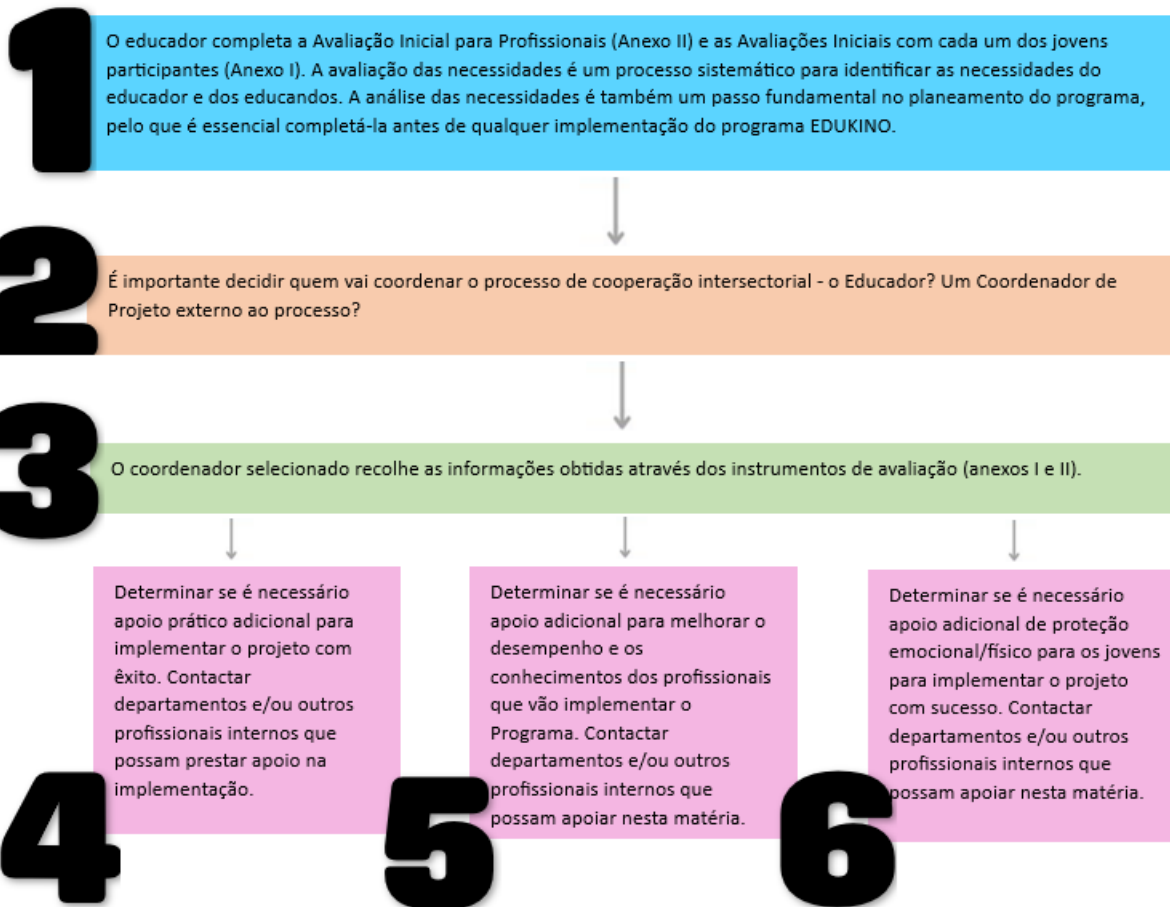 1
O educador completa a Avaliação Inicial para Profissionais (Anexo II) e as Avaliações Iniciais com cada um dos jovens
participantes (Anexo I). A avaliação das necessidades é um processo sistemático para identificar as necessidades do
educador e dos educandos. A análise das necessidades é também um passo fundamental no planeamento do programa,
pelo que é essencial completá-la antes de qualquer implementação do programa EDUKINO.
2
É importante decidir quem vai coordenar o processo de cooperação intersectorial - o Educador? Um Coordenador de
Projeto externo ao processo?
3
O coordenador selecionado recolhe as informações obtidas através dos instrumentos de avaliação (anexos I e II).
4
Determinar se é necessário
apoio prático adicional para
implementar o projeto com
êxito. Contactar
departamentos e/ou outros
profissionais internos que
possam prestar apoio na
implementação.
5
Determinar se é necessário
apoio adicional para melhorar o
desempenho e os
conhecimentos dos profissionais
que vão implementar o
Programa. Contactar
departamentos e/ou outros
profissionais internos que
possam apoiar nesta matéria.
6
Determinar se é necessário
apoio adicional de proteção
emocional/físico para os jovens
para implementar o projeto
com sucesso. Contactar
departamentos e/ou outros
profissionais internos que
possam apoiar nesta matéria.